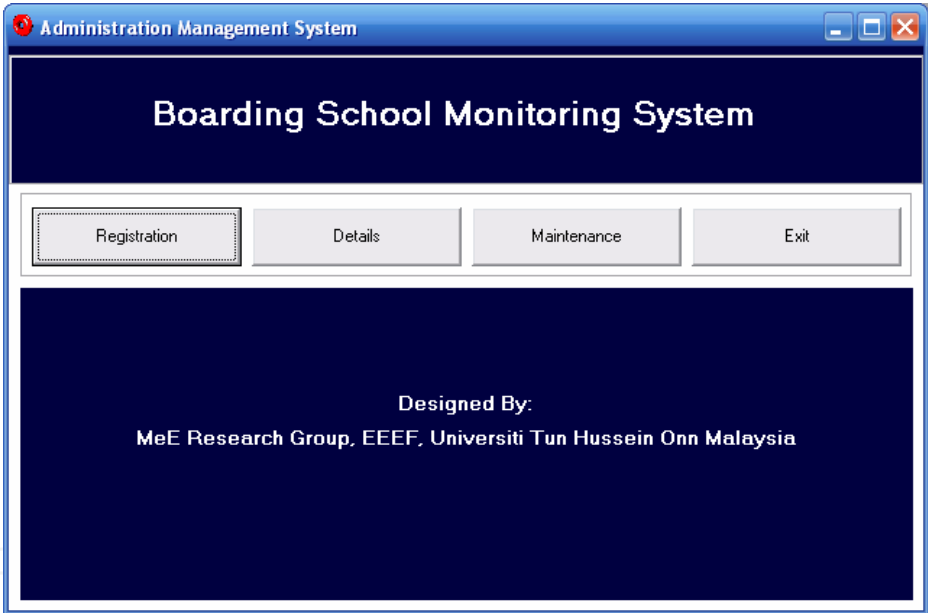 Administration Management System
Boarding School Monitoring System
Registration
Details
Maintenance
Exit
Designed By:
MeE Research Group, EEEF, Universiti Tun Hussein Onn Malaysia